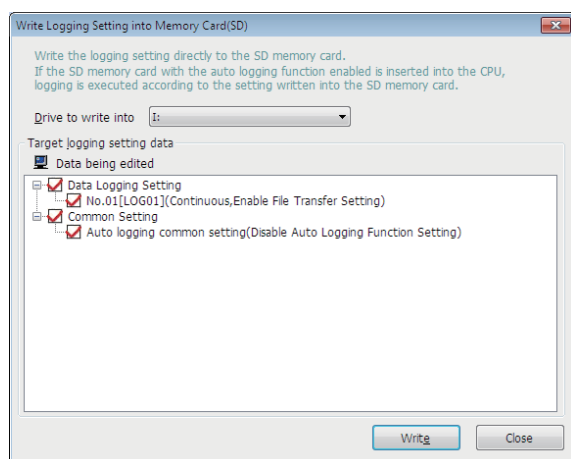 Write Logging Setting into Memory Card(SD)
Write the logging setting directly to the SD memory card.
If the SD memory card with the auto logging function enabled is inserted into the CPU,
logging is executed according to the setting written into the SD memory card.
Drive to write into I:
Target logging setting data
Data being edited
Data Logging Setting
No.01[LOG01](Continuous,Enable File Transfer Setting)
Common Setting
Auto logging common setting(Disable Auto Logging Function Setting)
Write Close